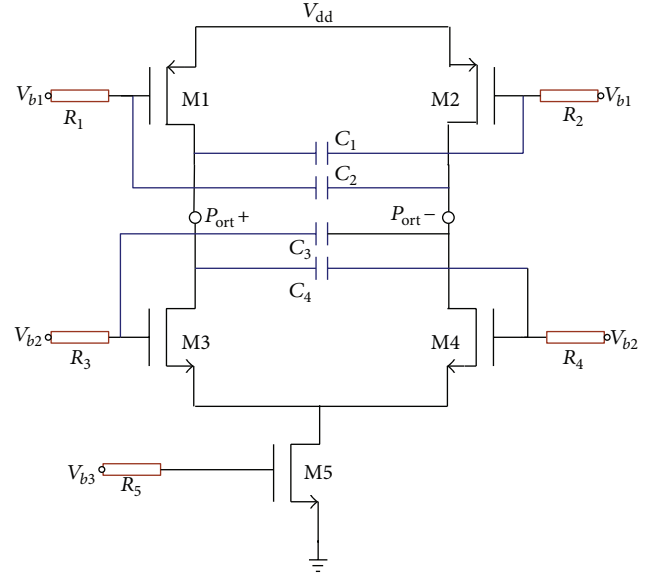 Vdd
Vb1
R1
M1
M2
R2
Vb1
C1
C2
Port+
Port−
C3
C4
Vb2
R3
M3
M4
R4
Vb2
Vb3
R5
M5